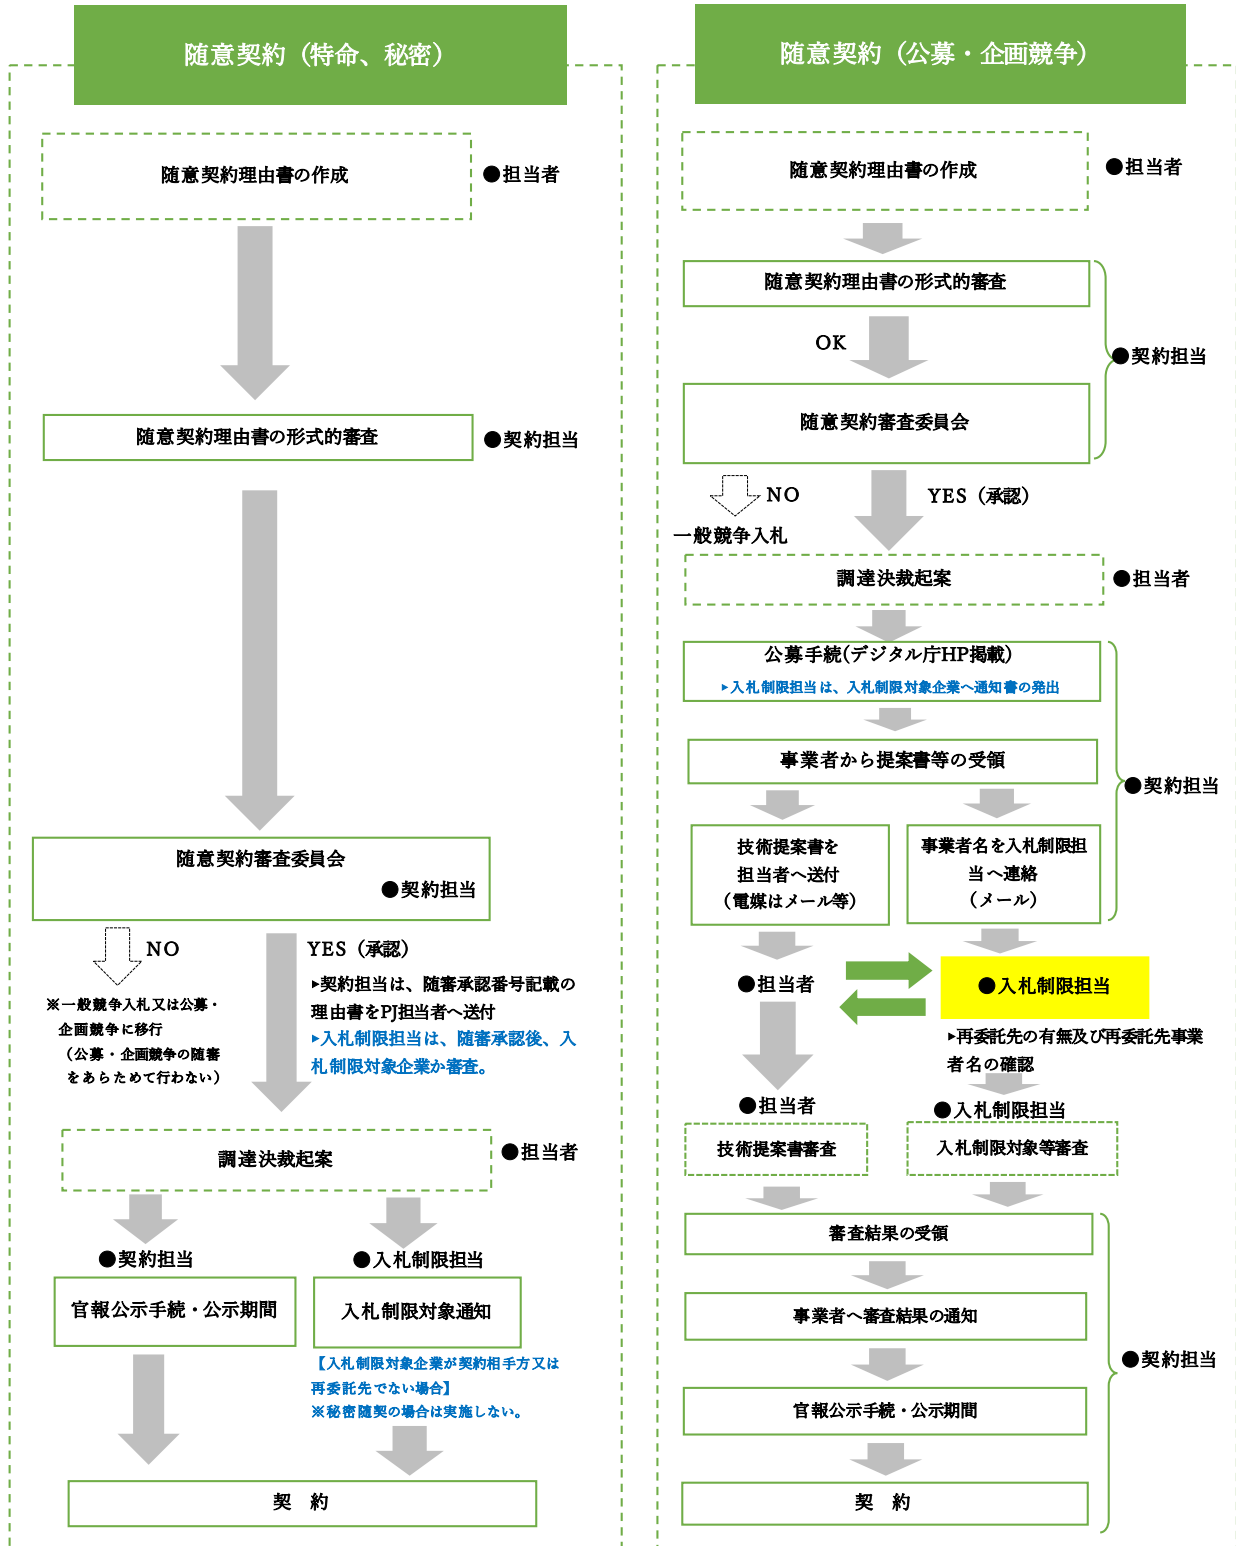 随意契約（特命、秘密）
随意契約理由書の作成
●担当者
随意契約理由書の形式的審査
●契約担当
随意契約審査委員会
●契約担当
NO
※一般競争入札又は公募・
企画競争に移行
（公募・企画競争の随審
をあらためて行わない）
YES（承認）
▸契約担当は、随審承認番号記載の
理由書をPJ担当者へ送付
▸入札制限担当は、随審承認後、入
札制限対象企業か審査。
調達決裁起案
●担当者
●契約担当
官報公示手続・公示期間
●入札制限担当
入札制限対象通知
【入札制限対象企業が契約相手方又は
再委託先でない場合】
※秘密随契の場合は実施しない。
契　約
随意契約（公募・企画競争）
随意契約理由書の作成
●担当者
随意契約理由書の形式的審査
OK
●契約担当
随意契約審査委員会
NO
一般競争入札
YES（承認）
調達決裁起案
●担当者
公募手続(デジタル庁HP掲載)
▸入札制限担当は、入札制限対象企業へ通知書の発出
事業者から提案書等の受領
●契約担当
技術提案書を
担当者へ送付
（電媒はメール等）
事業者名を入札制限担
当へ連絡
（メール）
●担当者
●入札制限担当
▸再委託先の有無及び再委託先事業
者名の確認
●担当者
技術提案書審査
●入札制限担当
入札制限対象等審査
審査結果の受領
事業者へ審査結果の通知
●契約担当
官報公示手続・公示期間
契　約